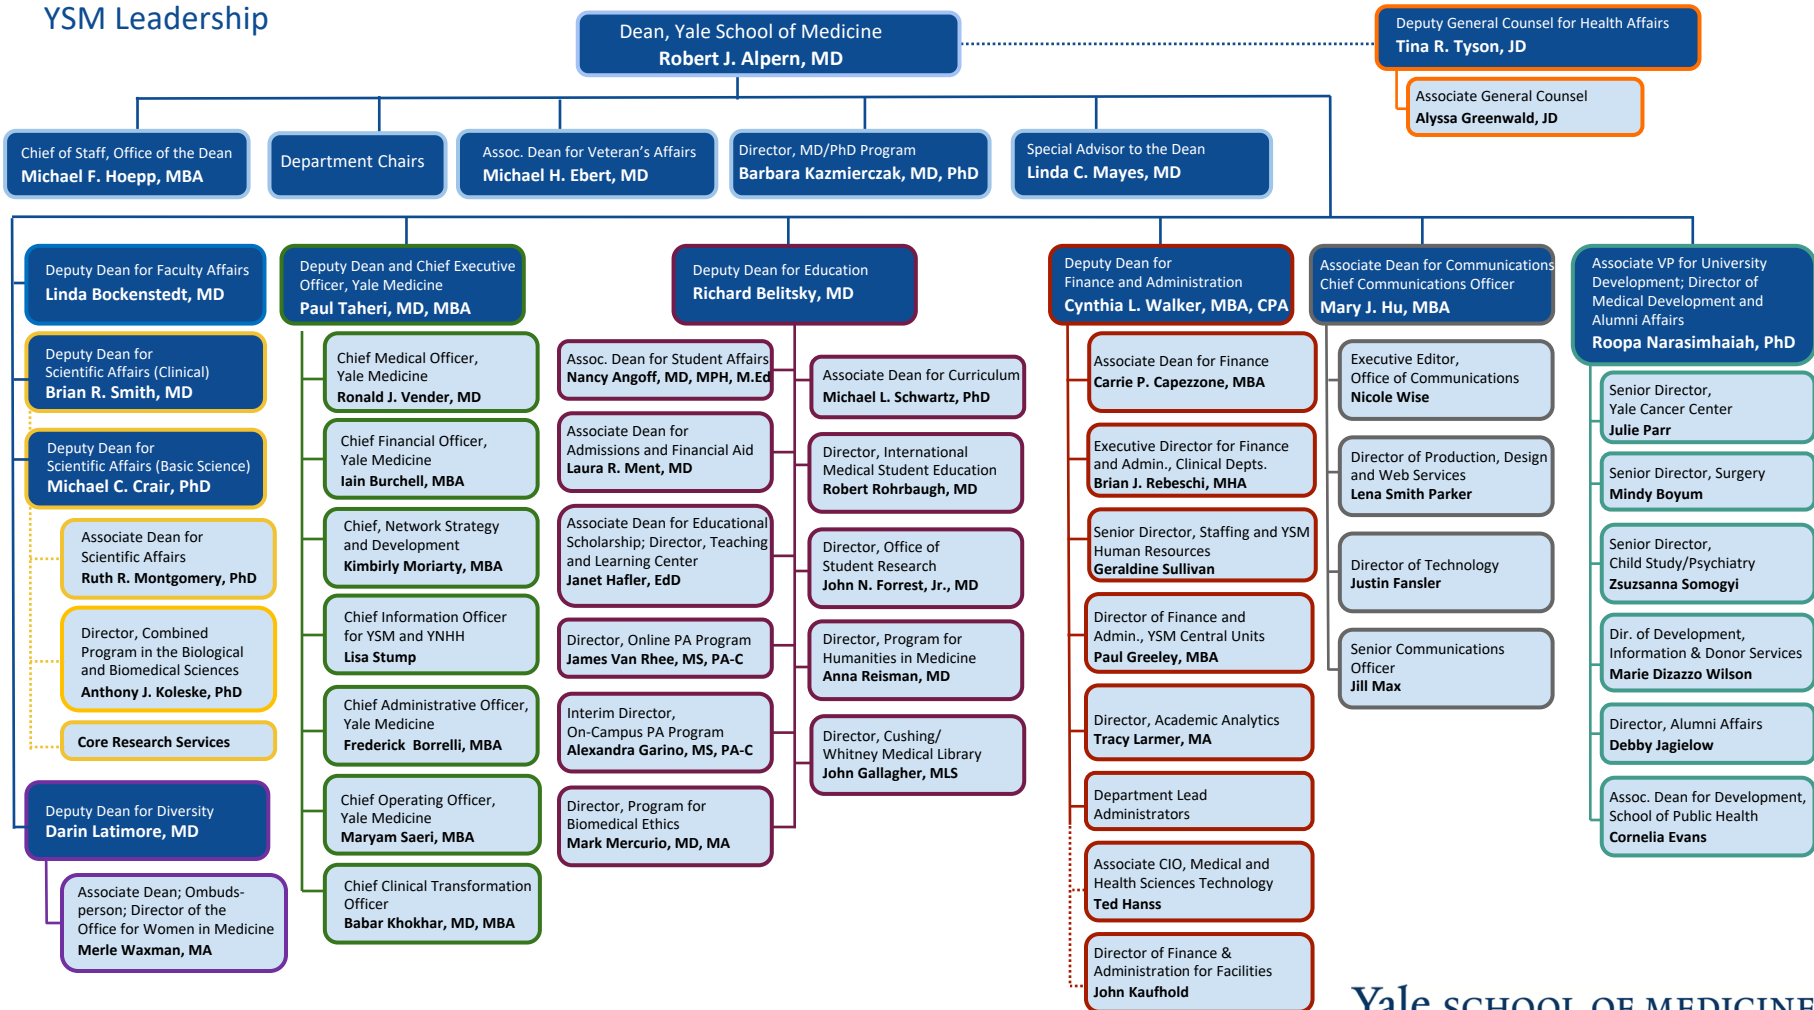 YSM Leadership
Dean, Yale School of Medicine
Robert J. Alpern, MD
Deputy General Counsel for Health Affairs
Tina R. Tyson, JD
Associate General Counsel
Alyssa Greenwald, JD
Chief of Staff, Office of the Dean
Michael F. Hoepp, MBA
Department Chairs
Assoc. Dean for Veteran's Affairs
Michael H. Ebert, MD
Director, MD/PhD Program
Barbara Kazmierczak, MD, PhD
Special Advisor to the Dean
Linda C. Mayes, MD
Deputy Dean for Faculty Affairs
Linda Bockenstedt, MD
Deputy Dean for
Scientific Affairs (Clinical)
Brian R. Smith, MD
Deputy Dean for
Scientific Affairs (Basic Science)
Michael C. Crair, PhD
Associate Dean for
Scientific Affairs
Ruth R. Montgomery, PhD
Director, Combined
Program in the Biological
and Biomedical Sciences
Anthony J. Koleske, PhD
Core Research Services
Deputy Dean for Diversity
Darin Latimore, MD
Associate Dean; Ombuds-
person; Director of the
Office for Women in Medicine
Merle Waxman, MA
Deputy Dean and Chief Executive
Officer, Yale Medicine
Paul Taheri, MD, MBA
Chief Medical Officer,
Yale Medicine
Ronald J. Vender, MD
Chief Financial Officer,
Yale Medicine
Iain Burchell, MBA
Chief, Network Strategy
and Development
Kimbirly Moriarty, MBA
Chief Information Officer
for YSM and YNHH
Lisa Stump
Chief Administrative Officer,
Yale Medicine
Frederick Borrelli, MBA
Chief Operating Officer,
Yale Medicine
Maryam Saeri, MBA
Chief Clinical Transformation
Officer
Babar Khokhar, MD, MBA
Deputy Dean for Education
Richard Belitsky, MD
Assoc. Dean for Student Affairs
Nancy Angoff, MD, MPH, M.Ed
Associate Dean for
Admissions and Financial Aid
Laura R. Ment, MD
Associate Dean for Educational
Scholarship; Director, Teaching
and Learning Center
Janet Hafler, EdD
Director, Online PA Program
James Van Rhee, MS, PA-C
Interim Director,
On-Campus PA Program
Alexandra Garino, MS, PA-C
Director, Program for
Biomedical Ethics
Mark Mercurio, MD, MA
Associate Dean for Curriculum
Michael L. Schwartz, PhD
Director, International
Medical Student Education
Robert Rohrbaugh, MD
Director, Office of
Student Research
John N. Forrest, Jr., MD
Director, Program for
Humanities in Medicine
Anna Reisman, MD
Director, Cushing/
Whitney Medical Library
John Gallagher, MLS
Deputy Dean for
Finance and Administration
Cynthia L. Walker, MBA, CPA
Associate Dean for Finance
Carrie P. Capezzone, MBA
Executive Director for Finance
and Admin., Clinical Depts.
Brian J. Rebeschi, MHA
Senior Director, Staffing and YSM
Human Resources
Geraldine Sullivan
Director of Finance and
Admin., YSM Central Units
Paul Greeley, MBA
Director, Academic Analytics
Tracy Larmer, MA
Department Lead
Administrators
Associate CIO, Medical and
Health Sciences Technology
Ted Hanss
Director of Finance &
Administration for Facilities
John Kaufhold
Associate Dean for Communications
Chief Communications Officer
Mary J. Hu, MBA
Executive Editor,
Office of Communications
Nicole Wise
Director of Production, Design
and Web Services
Lena Smith Parker
Director of Technology
Justin Fansler
Senior Communications
Officer
Jill Max
Associate VP for University
Development; Director of
Medical Development and
Alumni Affairs
Roopa Narasimhaiah, PhD
Senior Director,
Yale Cancer Center
Julie Parr
Senior Director, Surgery
Mindy Boyum
Senior Director,
Child Study/Psychiatry
Zsuzsanna Somogyi
Dir. of Development,
Information & Donor Services
Marie Dizazzo Wilson
Director, Alumni Affairs
Debby Jagielow
Assoc. Dean for Development,
School of Public Health
Cornelia Evans
Yale SCHOOL OF MEDICINE